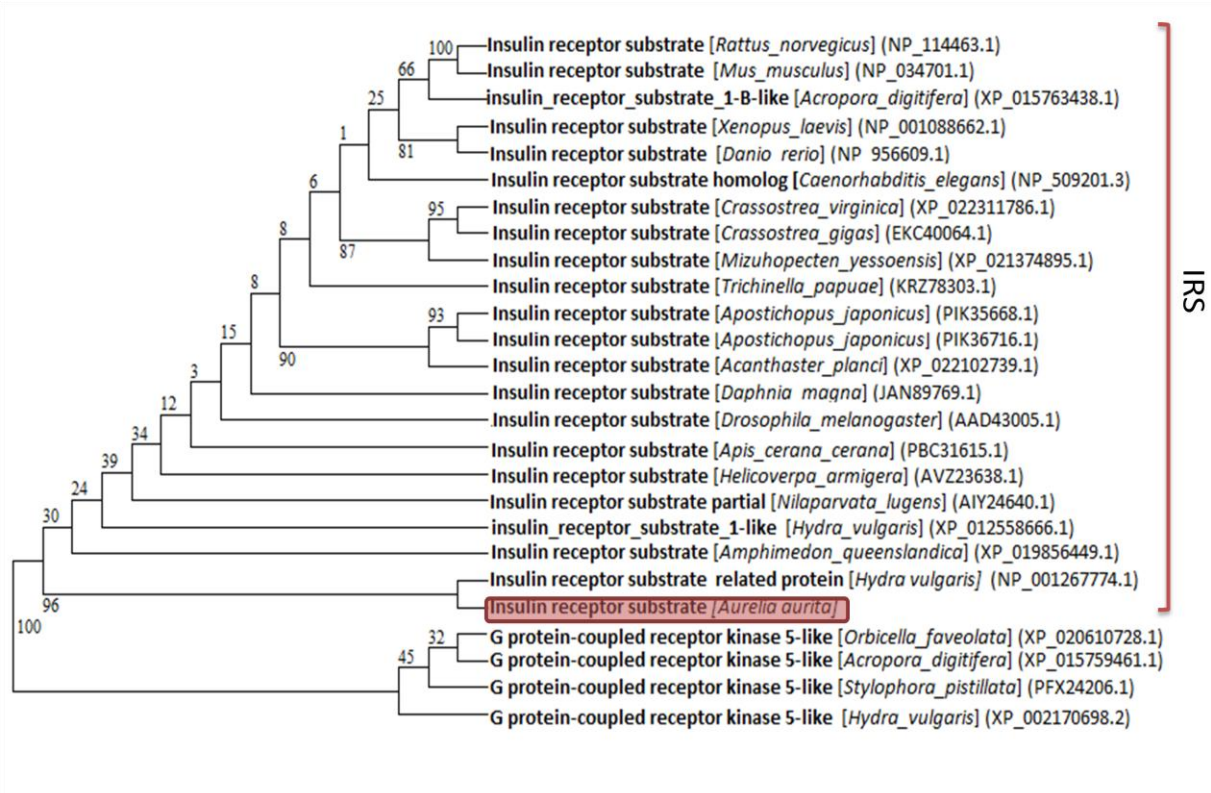 100 Insulin receptor substrate [Rattus_norvegicus] (NP_114463.1)
66 Insulin receptor substrate [Mus_musculus] (NP_034701.1)
25 insulin_receptor_substrate_1-B-like [Acropora_digitifera] (XP_015763438.1)
1 Insulin receptor substrate [Xenopus_laevis] (NP_001088662.1)
81 Insulin receptor substrate [Danio rerio] (NP 956609.1)
6 Insulin receptor substrate homolog [Caenorhabditis_elegans] (NP_509201.3)
95 Insulin receptor substrate [Crassostrea_virginica] (XP_022311786.1)
8 Insulin receptor substrate [Crassostrea_gigas] (EKC40064.1)
87 Insulin receptor substrate [Mizuhopecten_yessoensis] (XP_021374895.1)
8 Insulin receptor substrate [Trichinella_papuae] (KRZ78303.1)
IRS
93 Insulin receptor substrate [Apostichopus_japonicus] (PIK35668.1)
15 Insulin receptor substrate [Apostichopus_japonicus] (PIK36716.1)
90 Insulin receptor substrate [Acanthaster_planci] (XP_022102739.1)
3 Insulin receptor substrate [Daphnia magna] (JAN89769.1)
12 Insulin receptor substrate [Drosophila_melanogaster] (AAD43005.1)
34 Insulin receptor substrate [Apis_cerana_cerana] (PBC31615.1)
39 Insulin receptor substrate [Helicoverpa_armigera] (AVZ23638.1)
24 Insulin receptor substrate partial [Nilaparvata_lugens] (AIY24640.1)
30 insulin_receptor_substrate_1-like [Hydra_vulgaris] (XP_012558666.1)
Insulin receptor substrate [Amphimedon_queenslandica] (XP_019856449.1)
Insulin receptor substrate related protein [Hydra vulgaris] (NP_001267774.1)
96 Insulin receptor substrate [Aurelia aurita]
100
32 G protein-coupled receptor kinase 5-like [Orbicella_faveolata] (XP_020610728.1)
45 G protein-coupled receptor kinase 5-like [Acropora_digitifera] (XP_015759461.1)
G protein-coupled receptor kinase 5-like [Stylophora_pistillata] (PFX24206.1)
G protein-coupled receptor kinase 5-like [Hydra_vulgaris] (XP_002170698.2)